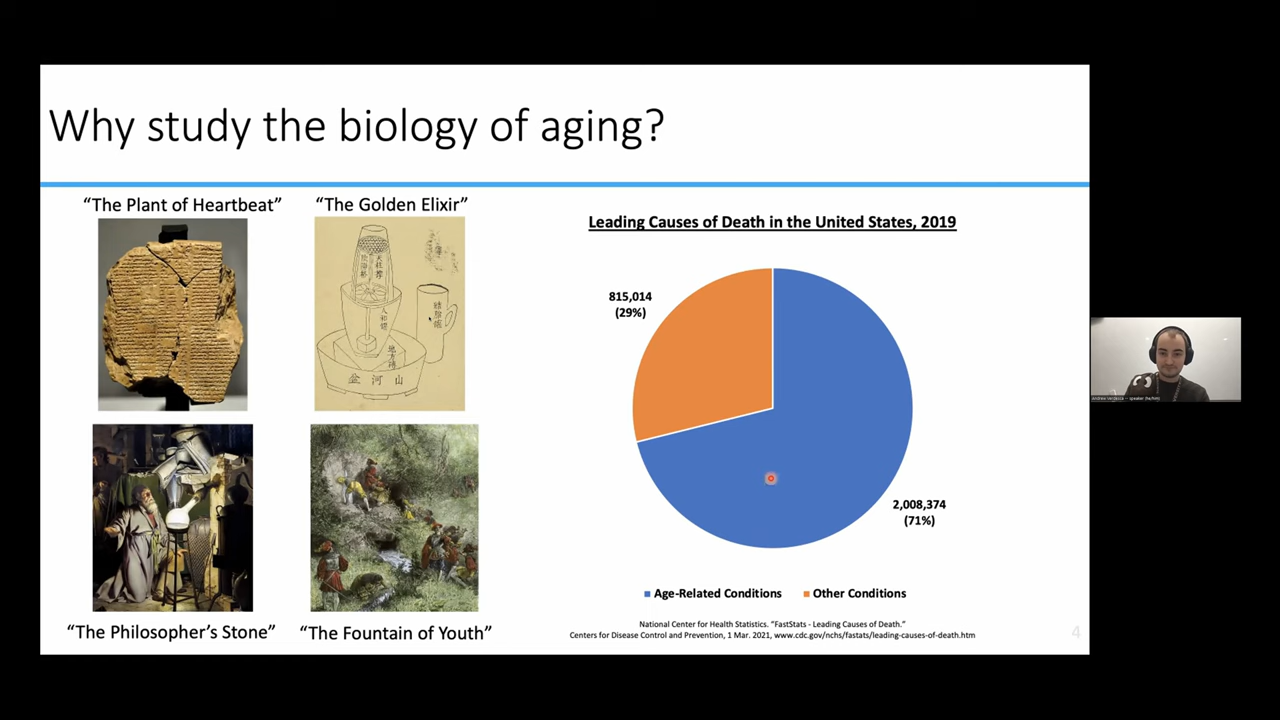 Why study the biology of aging?
“The Plant of Heartbeat”
“The Golden Elixir”
盆 河 山
“The Philosopher’s Stone”
“The Fountain of Youth”
Leading Causes of Death in the United States, 2019
815,014
(29%)
2,008,374
(71%)
Age-Related Conditions
Other Conditions
National Center for Health Statistics. “FastStats - Leading Causes of Death.”
Centers for Disease Control and Prevention, 1 Mar. 2021, www.cdc.gov/nchs/fastats/leading-causes-of-death.htm
4